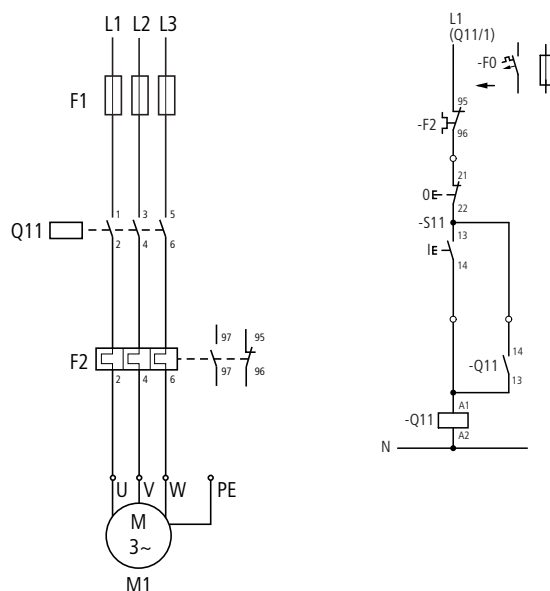 L1 L2 L3
F1
Q11
1 3 5
2 4 6
F2
97 95
97 96
2 4 6
U V W PE
M
3~
M1
L1
(Q11/1)
-F0
95
-F2
96
21
0E
22
-S11
13
IE
14
14
-Q11
13
A1
-Q11
A2
N